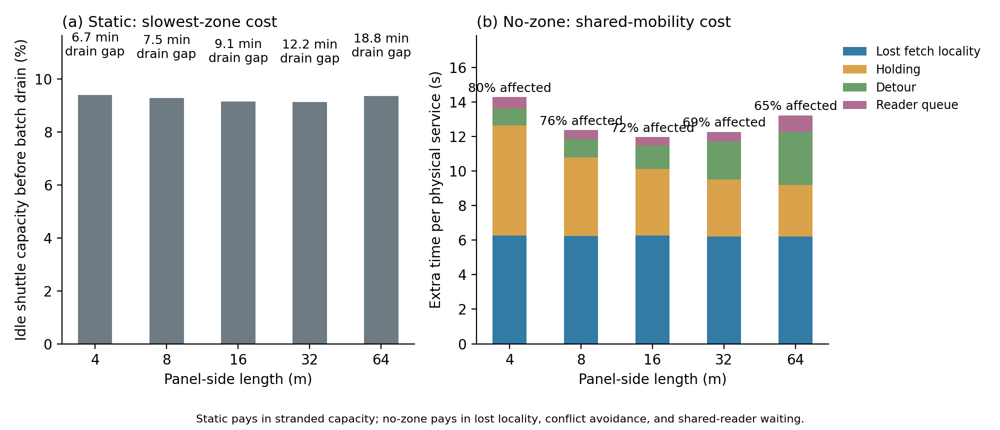 (a) Static: slowest-zone cost
6.7 min
drain gap
7.5 min
drain gap
9.1 min
drain gap
12.2 min
drain gap
18.8 min
drain gap
Idle shuttle capacity before batch drain (%)
10
8
6
4
2
0
4 8 16 32 64
Panel-side length (m)
(b) No-zone: shared-mobility cost
Extra time per physical service (s)
16
14
12
10
8
6
4
2
0
80% affected
76% affected
72% affected
69% affected
65% affected
4 8 16 32 64
Panel-side length (m)
Lost fetch locality
Holding
Detour
Reader queue
Static pays in stranded capacity; no-zone pays in lost locality, conflict avoidance, and shared-reader waiting.